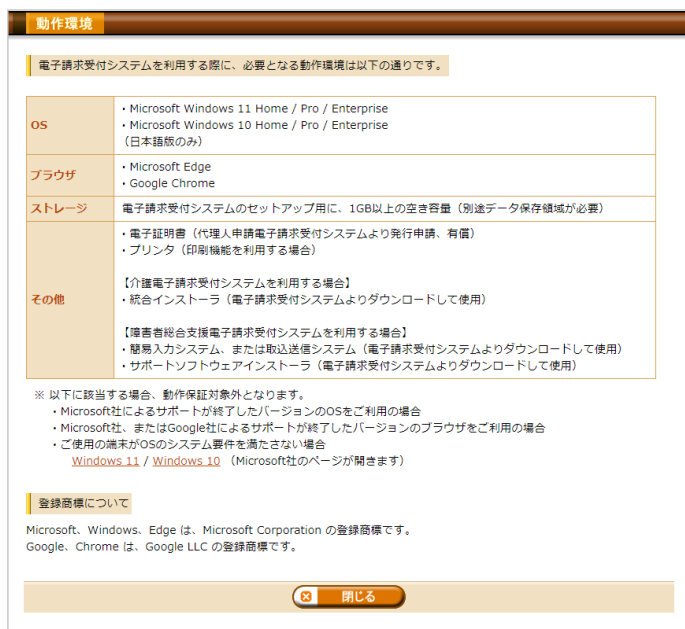 動作環境
電子請求受付システムを利用する際に、必要となる動作環境は以下の通りです。
OS
・Microsoft Windows 11 Home / Pro / Enterprise
・Microsoft Windows 10 Home / Pro / Enterprise
（日本語版のみ）
ブラウザ
・Microsoft Edge
・Google Chrome
ストレージ
電子請求受付システムのセットアップ用に、1GB以上の空き容量（別途データ保存領域が必要）
その他
・電子証明書（代理人申請電子請求受付システムより発行申請、有償）
・プリンタ（印刷機能を利用する場合）
【介護電子請求受付システムを利用する場合】
・統合インストーラ（電子請求受付システムよりダウンロードして使用）
【障害者総合支援電子請求受付システムを利用する場合】
・簡易入力システム、または取込送信システム（電子請求受付システムよりダウンロードして使用）
・サポートソフトウェアインストーラ（電子請求受付システムよりダウンロードして使用）
※ 以下に該当する場合、動作保証対象外となります。
・Microsoft社によるサポートが終了したバージョンのOSをご利用の場合
・Microsoft社、またはGoogle社によるサポートが終了したバージョンのブラウザをご利用の場合
・ご使用の端末がOSのシステム要件を満たさない場合
Windows 11 / Windows 10 （Microsoft社のページが開きます）
登録商標について
Microsoft、Windows、Edge は、Microsoft Corporation の登録商標です。
Google、Chrome は、Google LLC の登録商標です。
閉じる